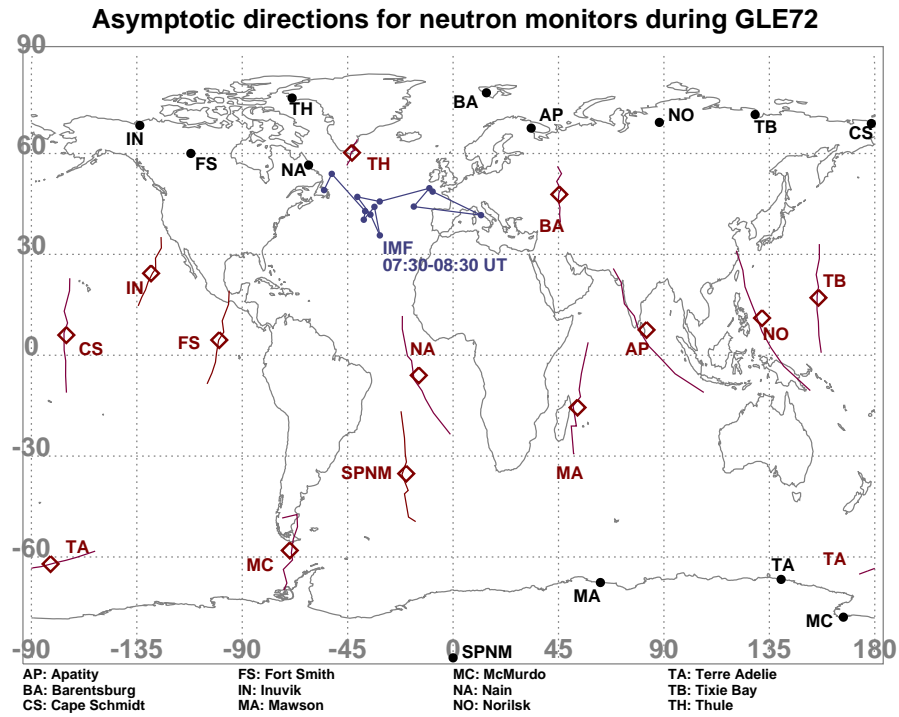 Asymptotic directions for neutron monitors during GLE72
90
TH
BA
AP
NO
TB
CS
IN
60
FS
NA
TH
BA
30
IMF
07:30-08:30 UT
IN
TB
CS
FS
NA
AP
NO
0
-30
SPNM
MA
-60
TA
MC
TA
TA
MA
MC
-90
-135
-90
-45
0
45
90
135
180
SPNM
AP: Apatity
FS: Fort Smith
MC: McMurdo
TA: Terre Adelie
BA: Barentsburg
IN: Inuvik
NA: Nain
TB: Tixie Bay
CS: Cape Schmidt
MA: Mawson
NO: Norilsk
TH: Thule